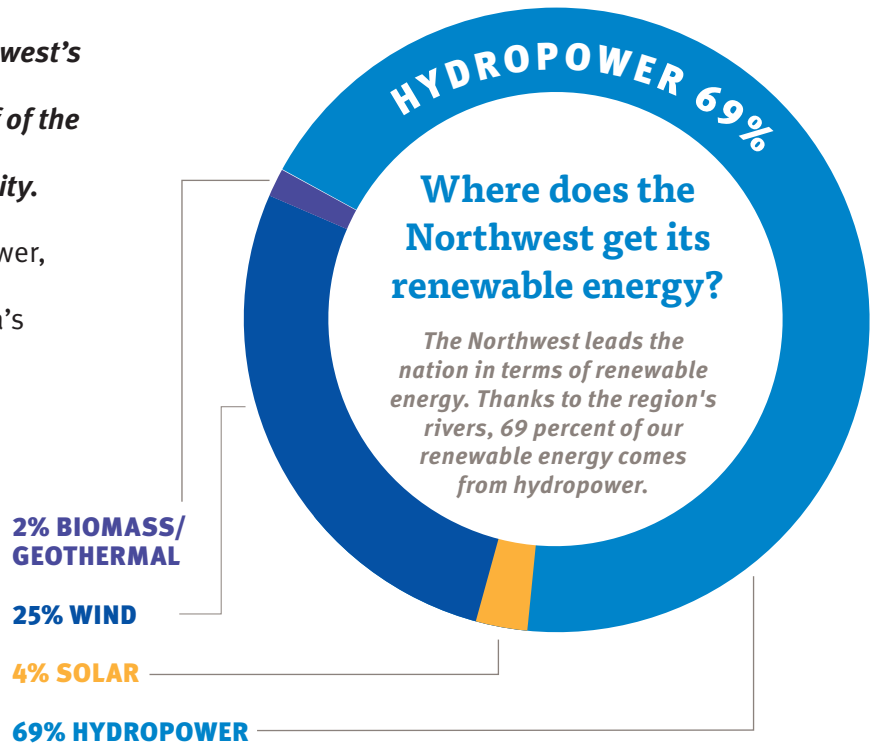 west's
of the
ity.
wer,
a's
HYDROPOWER 69%
Where does the
Northwest get its
renewable energy?
The Northwest leads the
nation in terms of renewable
energy. Thanks to the region's
rivers, 69 percent of our
renewable energy comes
from hydropower.
2% BIOMASS/
GEOTHERMAL
25% WIND
4% SOLAR
69% HYDROPOWER